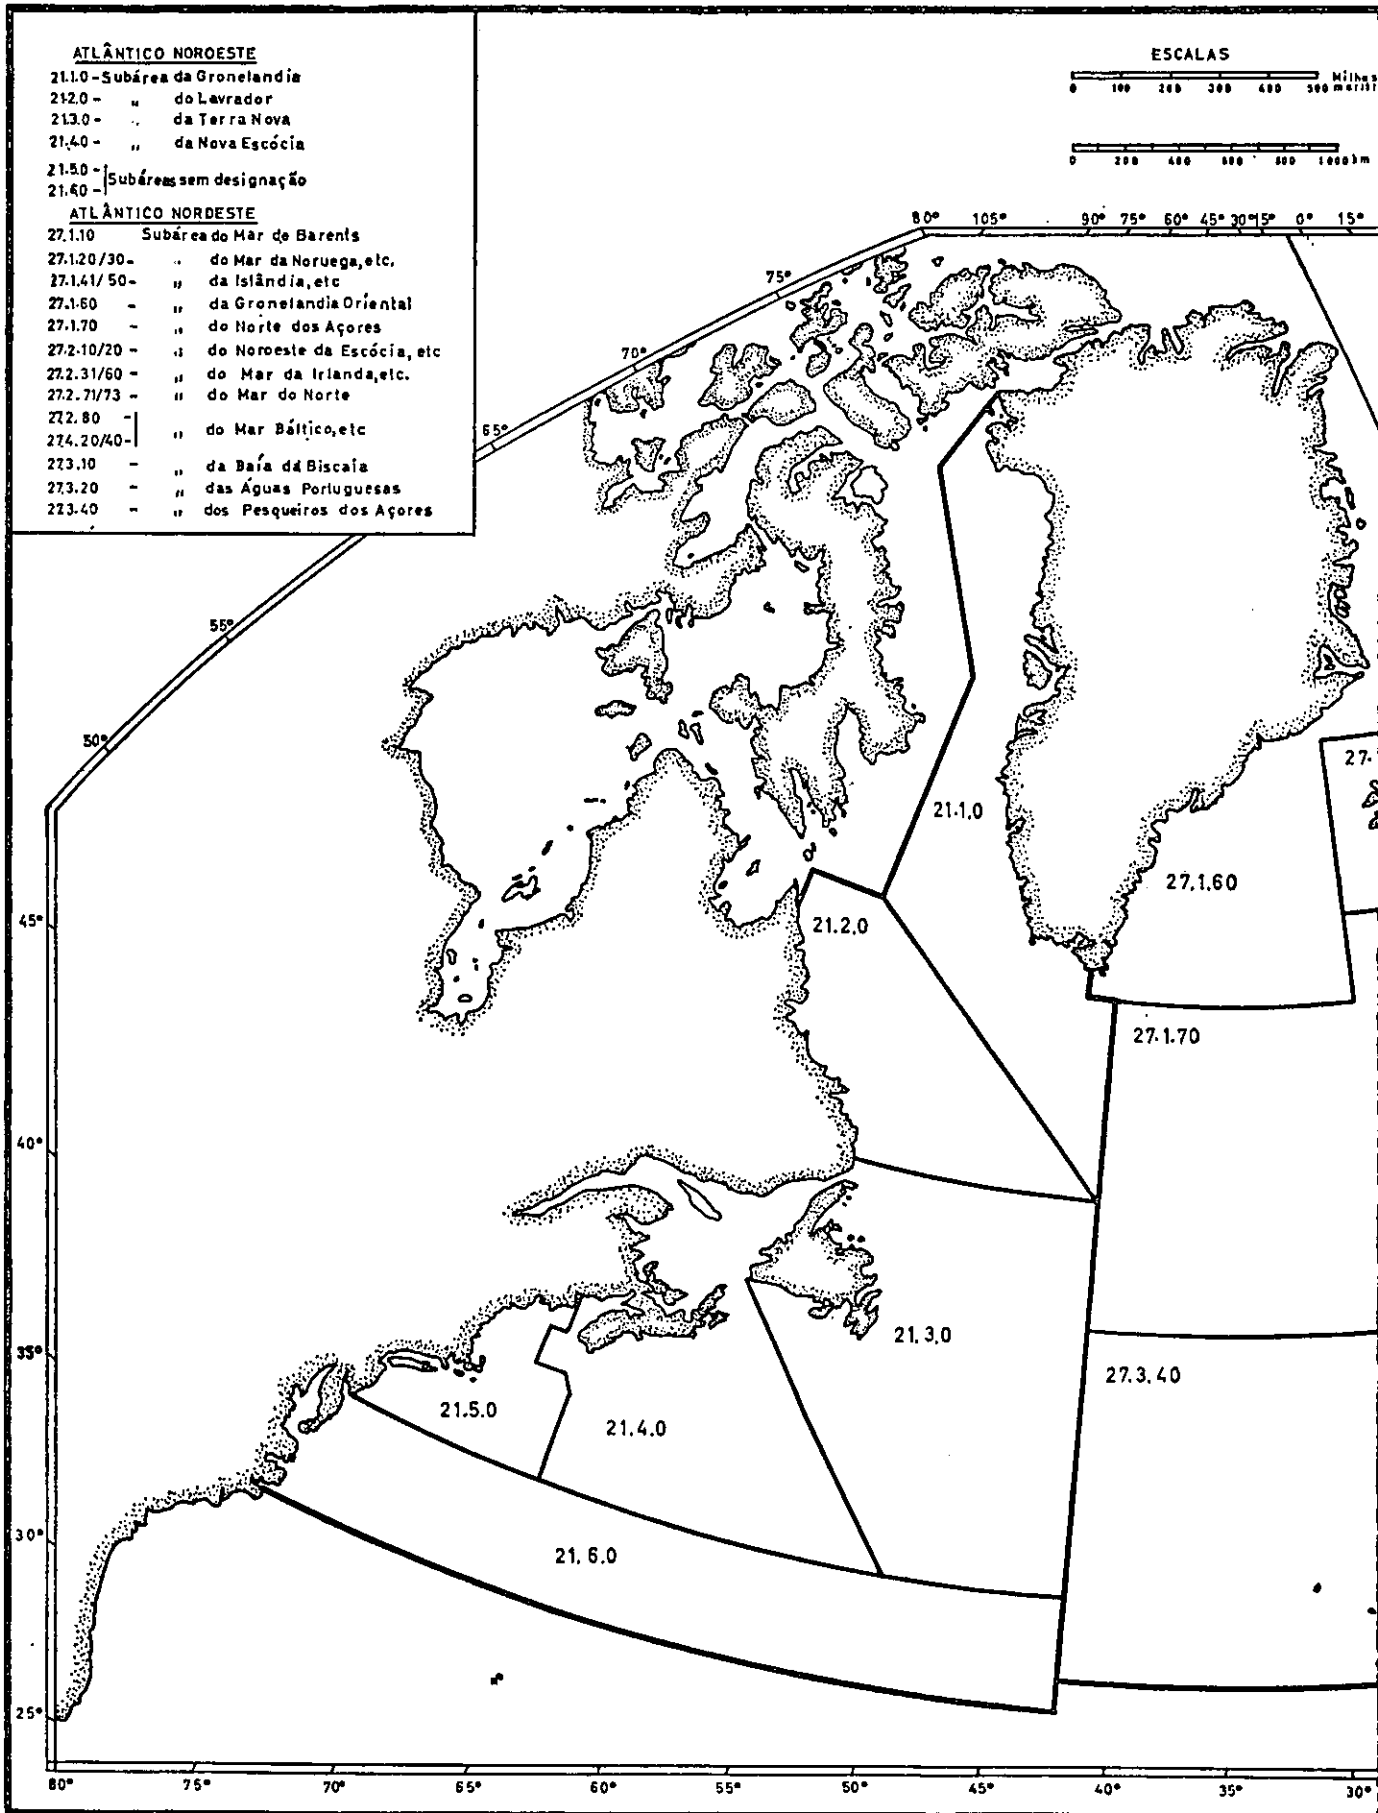 ATLÂNTICO NOROESTE
21.1.0 - Subárea da Gronelandia
21.2.0 - " do Lavrador
21.3.0 - " da Terra Nova
21.4.0 - " da Nova Escócia
21.5.0 -
21.6.0 - Subáreas sem designação
ATLÂNTICO NORDESTE
27.1.10 Subárea do Mar de Barents
27.1.20/30 - " do Mar da Noruega, etc.
27.1.41/50 - " da Islândia, etc
27.1.60 - " da Gronelandia Oriental
27.1.70 - " do Norte dos Açores
27.2.10/20 - " do Noroeste da Escócia, etc
27.2.31/60 - " do Mar da Irlanda, etc.
27.2.71/73 - " do Mar do Norte
27.2.80 -
27.4.20/40 - " do Mar Báltico, etc
27.3.10 - " da Baía da Biscaia
27.3.20 - " das Águas Portuguesas
273.40 - " dos Pesqueiros dos Açores
ESCALAS
0 100 200 300 400 500 Milhas
0 200 400 600 800 1000 km
80° 105° 90° 75° 60° 45° 30° 15° 0° 15°
75°
70°
65°
55°
50°
45°
40°
35°
30°
25°
27.
21.1.0
27.1.60
21.2.0
27.1.70
21.3.0
27.3.40
21.5.0
21.4.0
21.6.0
80° 75° 70° 65° 60° 55° 50° 45° 40° 35° 30°